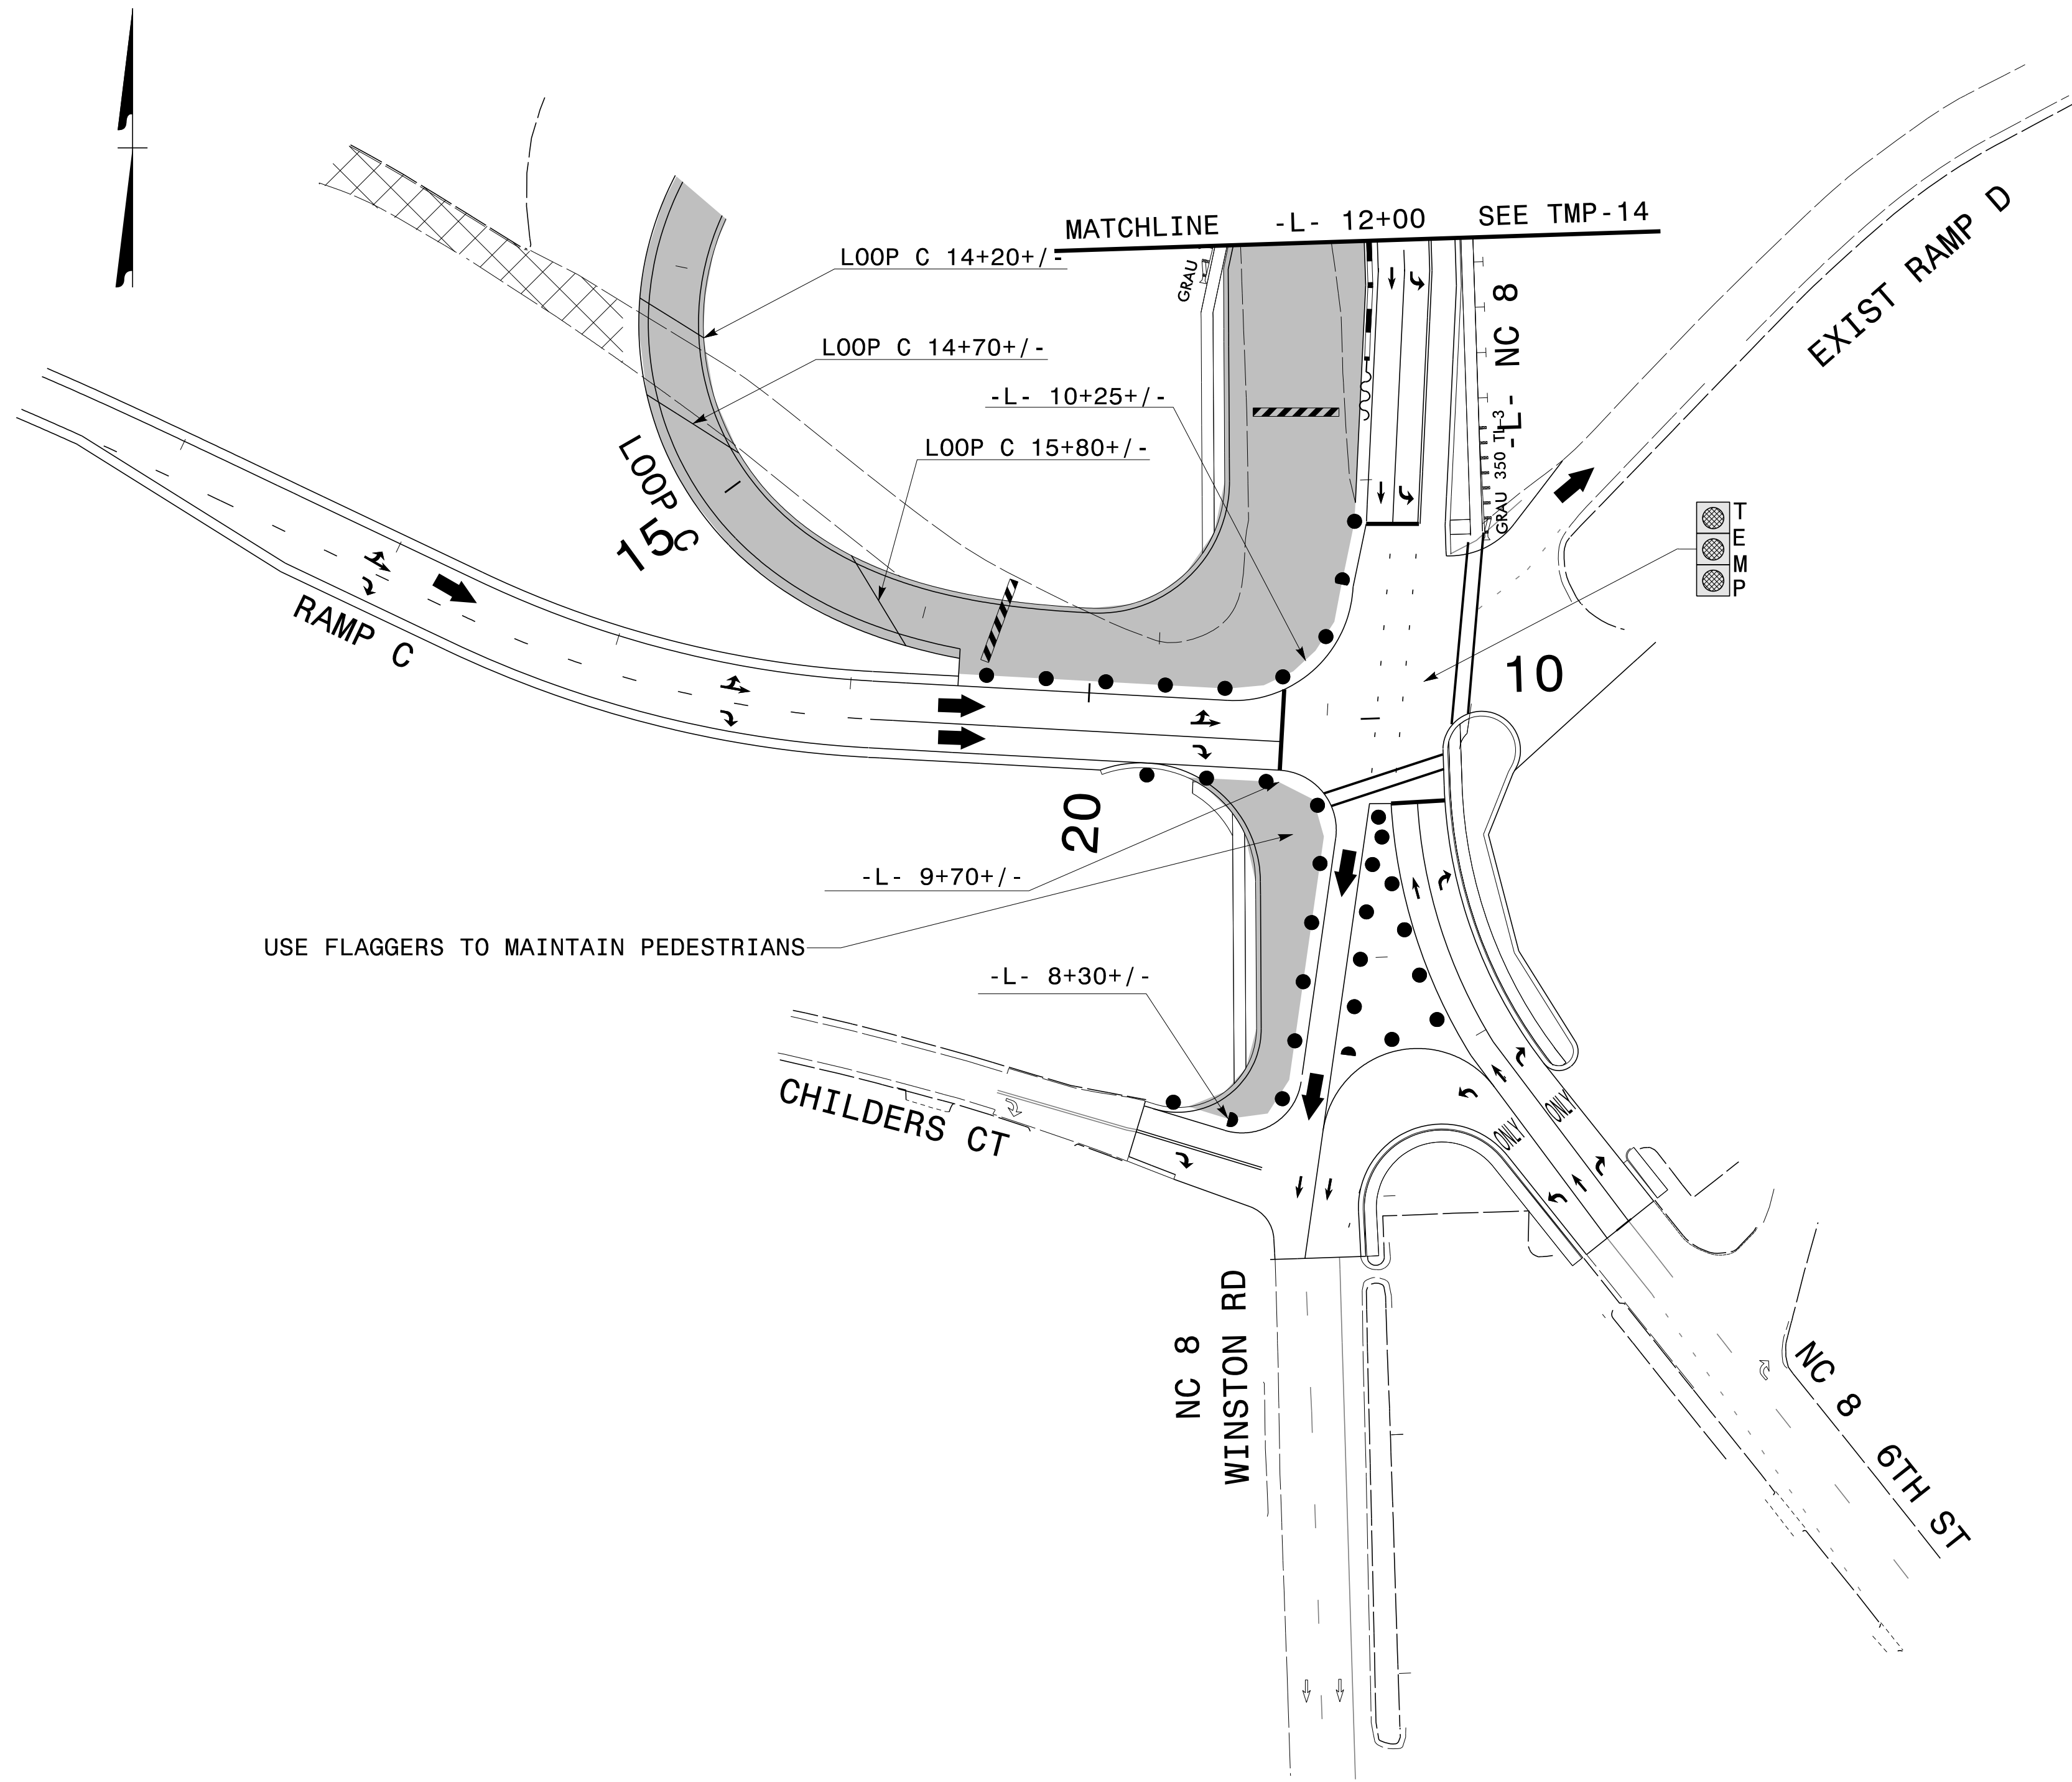 MATCHLINE -L- 12+00 SEE TMP-14
EXIST RAMP D
LOOP C 14+20+/-
GRAU
-L- NC 8
LOOP C 14+70+/-
-L- 10+25+/-
GRAU 350 TL-3
LOOP C 15+80+/-
LOOP C
15
TEMP
RAMP C
10
20
-L- 9+70+/-
USE FLAGGERS TO MAINTAIN PEDESTRIANS
-L- 8+30+/-
CHILDERS CT
ONLY
ONLY
NC 8
WINSTON RD
NC 8 6TH ST